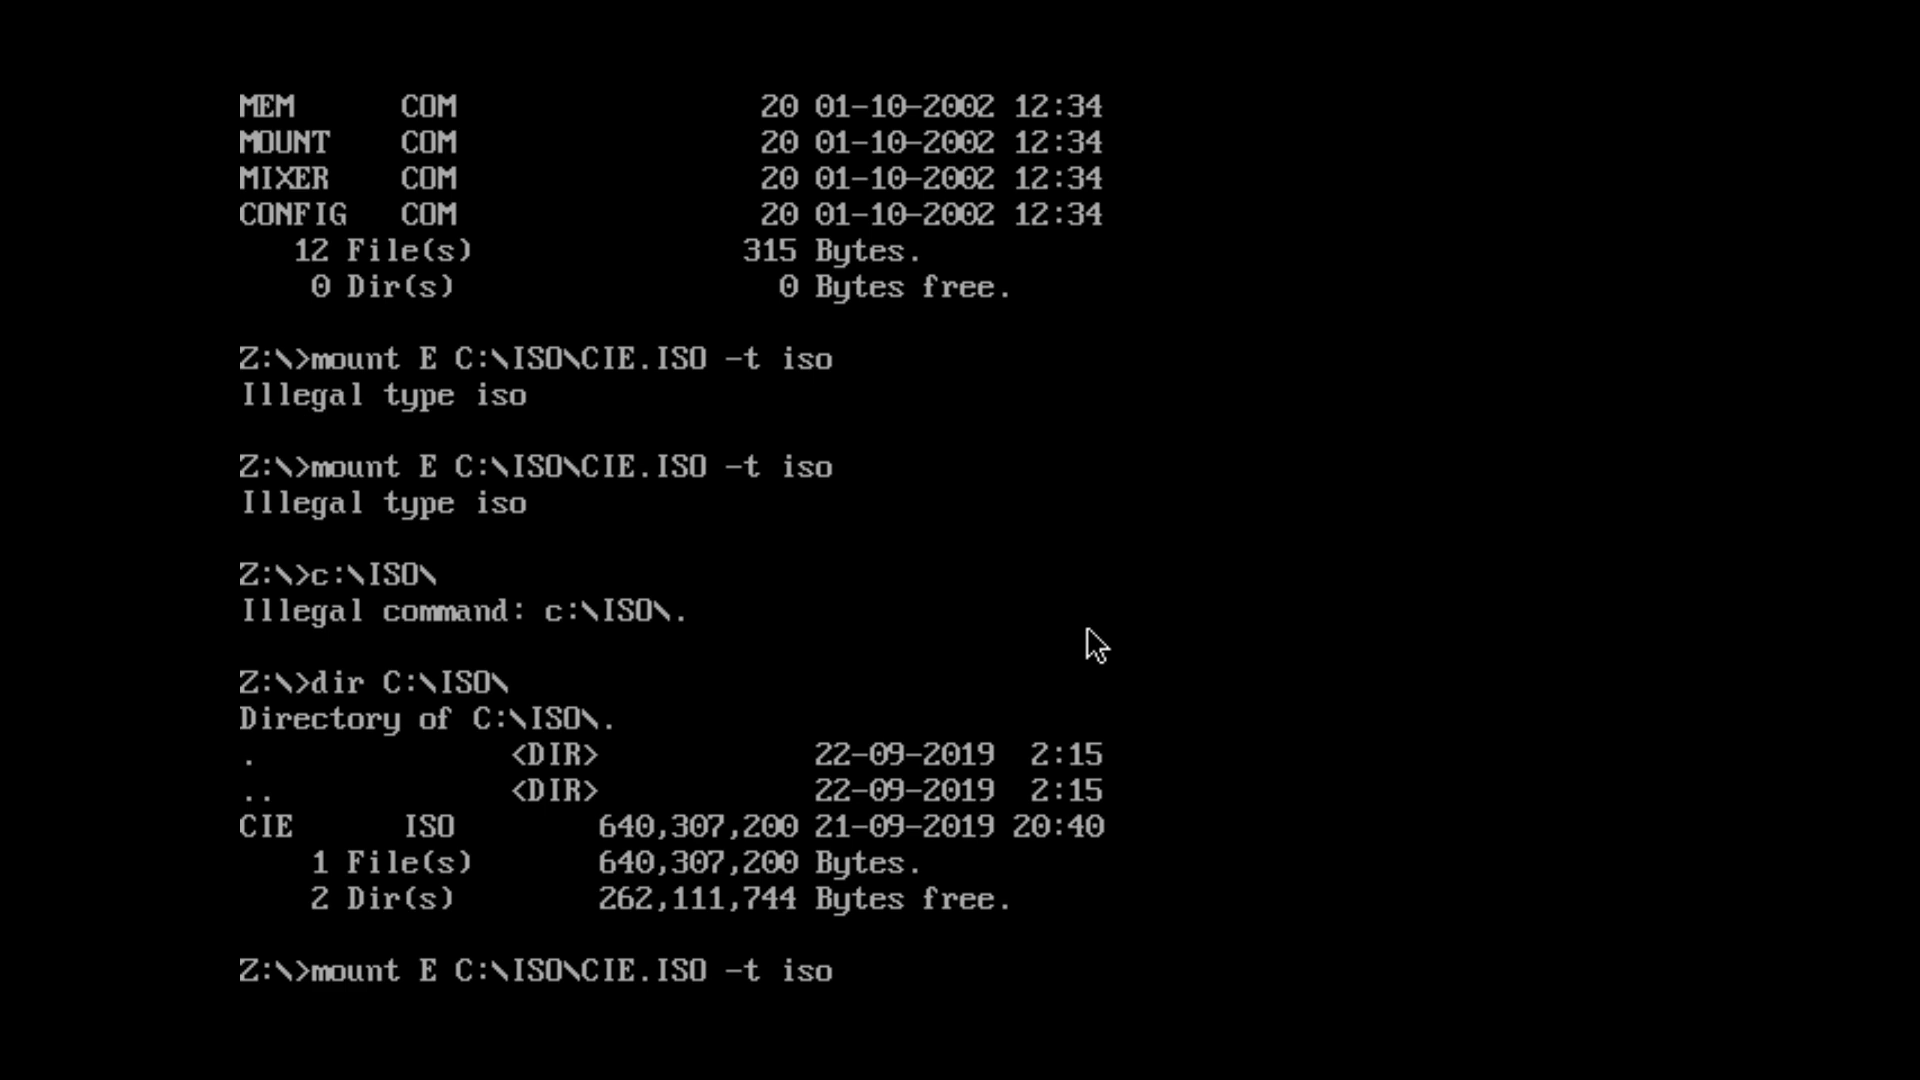 MEM      COM                 20 01-10-2002 12:34
MOUNT    COM                 20 01-10-2002 12:34
MIXER    COM                 20 01-10-2002 12:34
CONFIG   COM                 20 01-10-2002 12:34
   12 File(s)               315 Bytes.
    0 Dir(s)                  0 Bytes free.
Z:\>mount E C:\ISO\CIE.ISO -t iso
Illegal type iso
Z:\>mount E C:\ISO\CIE.ISO -t iso
Illegal type iso
Z:\>c:\ISO\
Illegal command: c:\ISO\.
Z:\>dir C:\ISO\
Directory of C:\ISO\.
.              <DIR>            22-09-2019  2:15
..             <DIR>            22-09-2019  2:15
CIE      ISO        640,307,200 21-09-2019 20:40
    1 File(s)       640,307,200 Bytes.
    2 Dir(s)        262,111,744 Bytes free.
Z:\>mount E C:\ISO\CIE.ISO -t iso